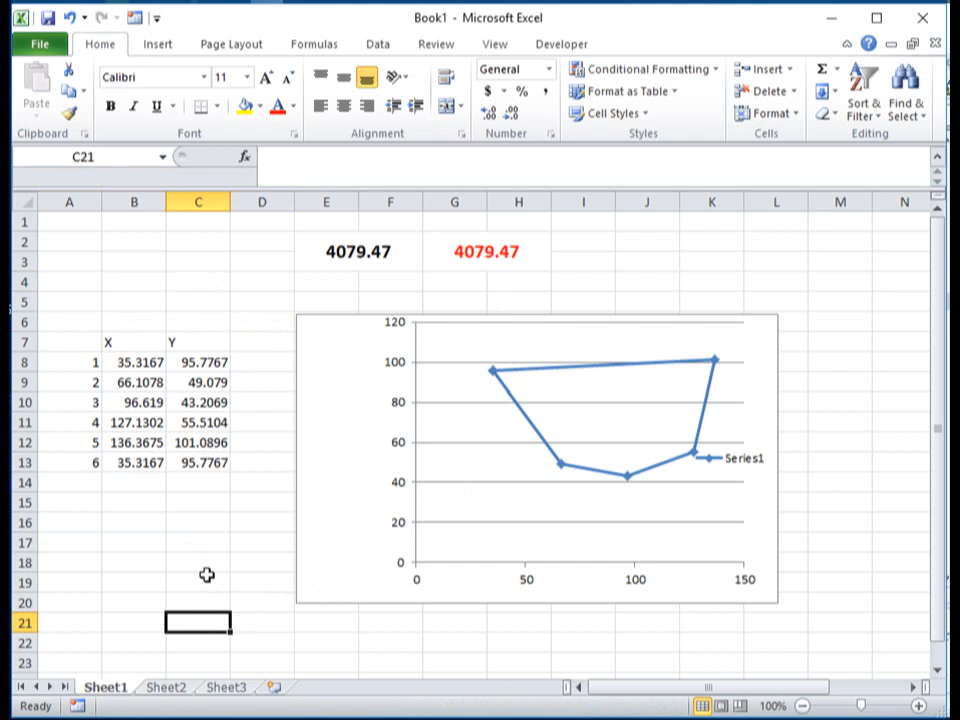 Book1 - Microsoft Excel
File Home Insert Page Layout Formulas Data Review View Developer
Paste
Calibri 11
B I U
General
$ % ,
Conditional Formatting
Format as Table
Cell Styles
Insert
Delete
Format
Σ
Sort & Filter
Find & Select
Clipboard Font Alignment Number Styles Cells Editing
C21 fx
A B C D E F G H I J K L M N
1
2
3
4079.47 4079.47
4
5
6
7 X Y
8 1 35.3167 95.7767
9 2 66.1078 49.079
10 3 96.619 43.2069
11 4 127.1302 55.5104
12 5 136.3675 101.0896
13 6 35.3167 95.7767
14
15
16
17
18
19
20
21
22
23
120
100
80
60
40
20
0
0 50 100 150
Series1
Sheet1 Sheet2 Sheet3
Ready 100%